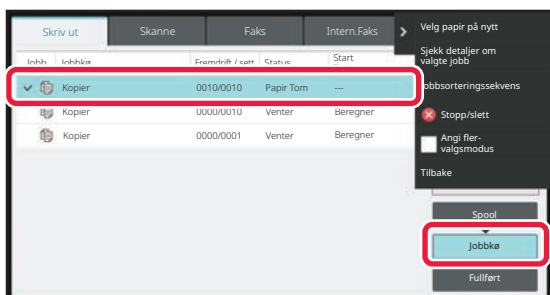 Skriv ut Skanne Faks Intern.Faks
Jobb Jobbkø Fremdrift / sett Status Start
Kopier 0010/0010 Papir Tom ---
Kopier 0000/0010 Venter Beregner
Kopier 0000/0001 Venter Beregner
Velg papir på nytt
Sjekk detaljer om
valgte jobb
Jobbsorteringssekvens
Stopp/slett
Angi fler-
valgsmodus
Tilbake
Spool
Jobbkø
Fullført